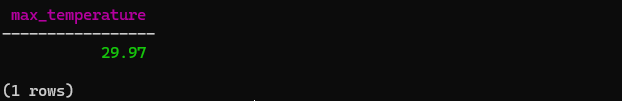 max_temperature
-----------------
29.97
(1 rows)